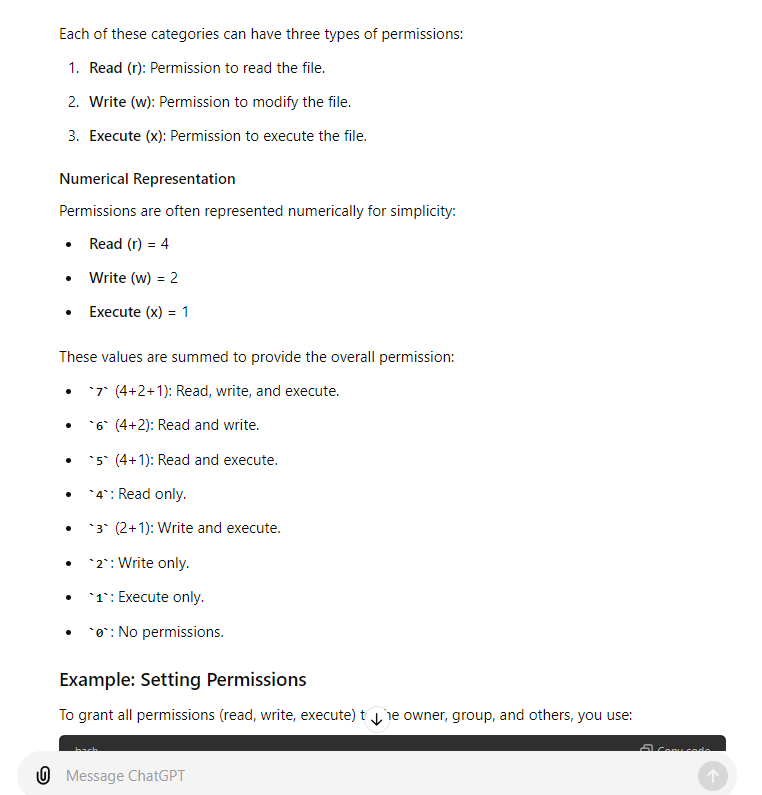 Each of these categories can have three types of permissions:
1. Read (r): Permission to read the file.
2. Write (w): Permission to modify the file.
3. Execute (x): Permission to execute the file.
Numerical Representation
Permissions are often represented numerically for simplicity:
• Read (r) = 4
• Write (w) = 2
• Execute (x) = 1
These values are summed to provide the overall permission:
• `7` (4+2+1): Read, write, and execute.
• `6` (4+2): Read and write.
• `5` (4+1): Read and execute.
• `4`: Read only.
• `3` (2+1): Write and execute.
• `2`: Write only.
• `1`: Execute only.
• `0`: No permissions.
Example: Setting Permissions
To grant all permissions (read, write, execute) to the owner, group, and others, you use:
bash Copy code
Message ChatGPT